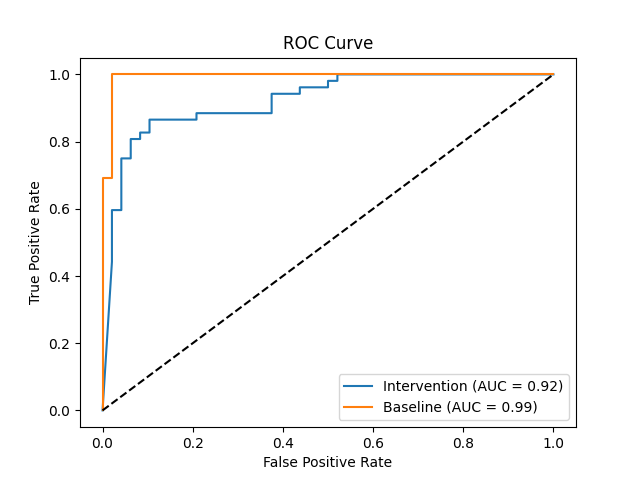 ROC Curve
1.0
0.8
0.6
0.4
0.2
0.0
True Positive Rate
Intervention (AUC = 0.92)
Baseline (AUC = 0.99)
0.0 0.2 0.4 0.6 0.8 1.0
False Positive Rate